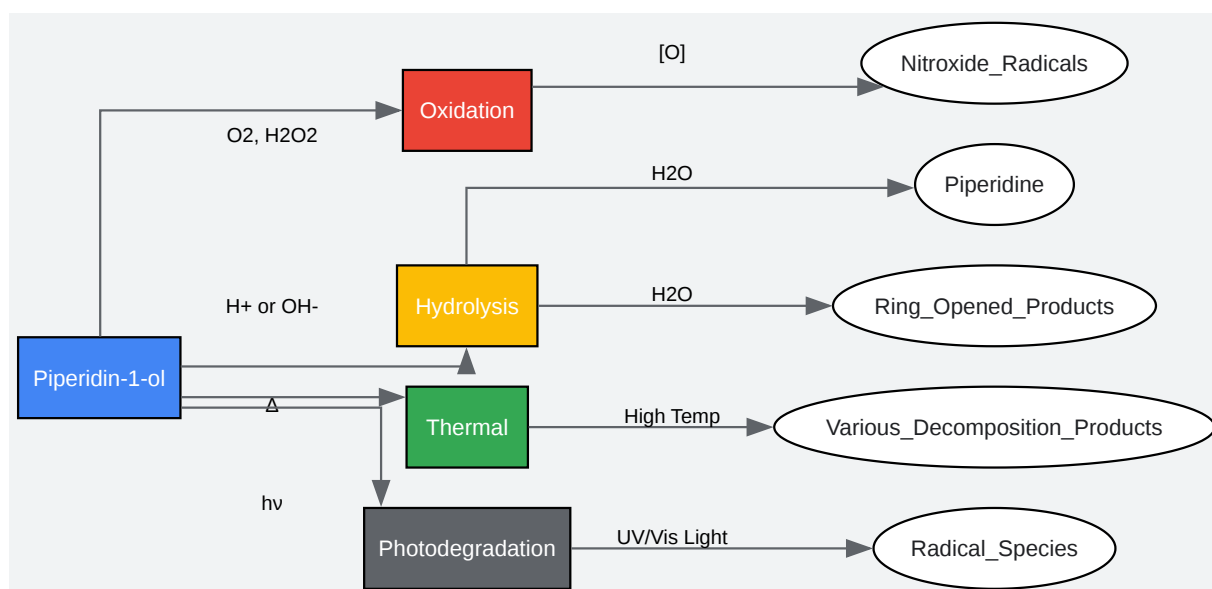 [O]
Nitroxide_Radicals
Oxidation
O2, H2O2
H2O
Piperidine
H+ or OH-
Hydrolysis
H2O
Ring_Opened_Products
Piperidin-1-ol
Δ
Thermal
High Temp
Various_Decomposition_Products
hν
Photodegradation
UV/Vis Light
Radical_Species